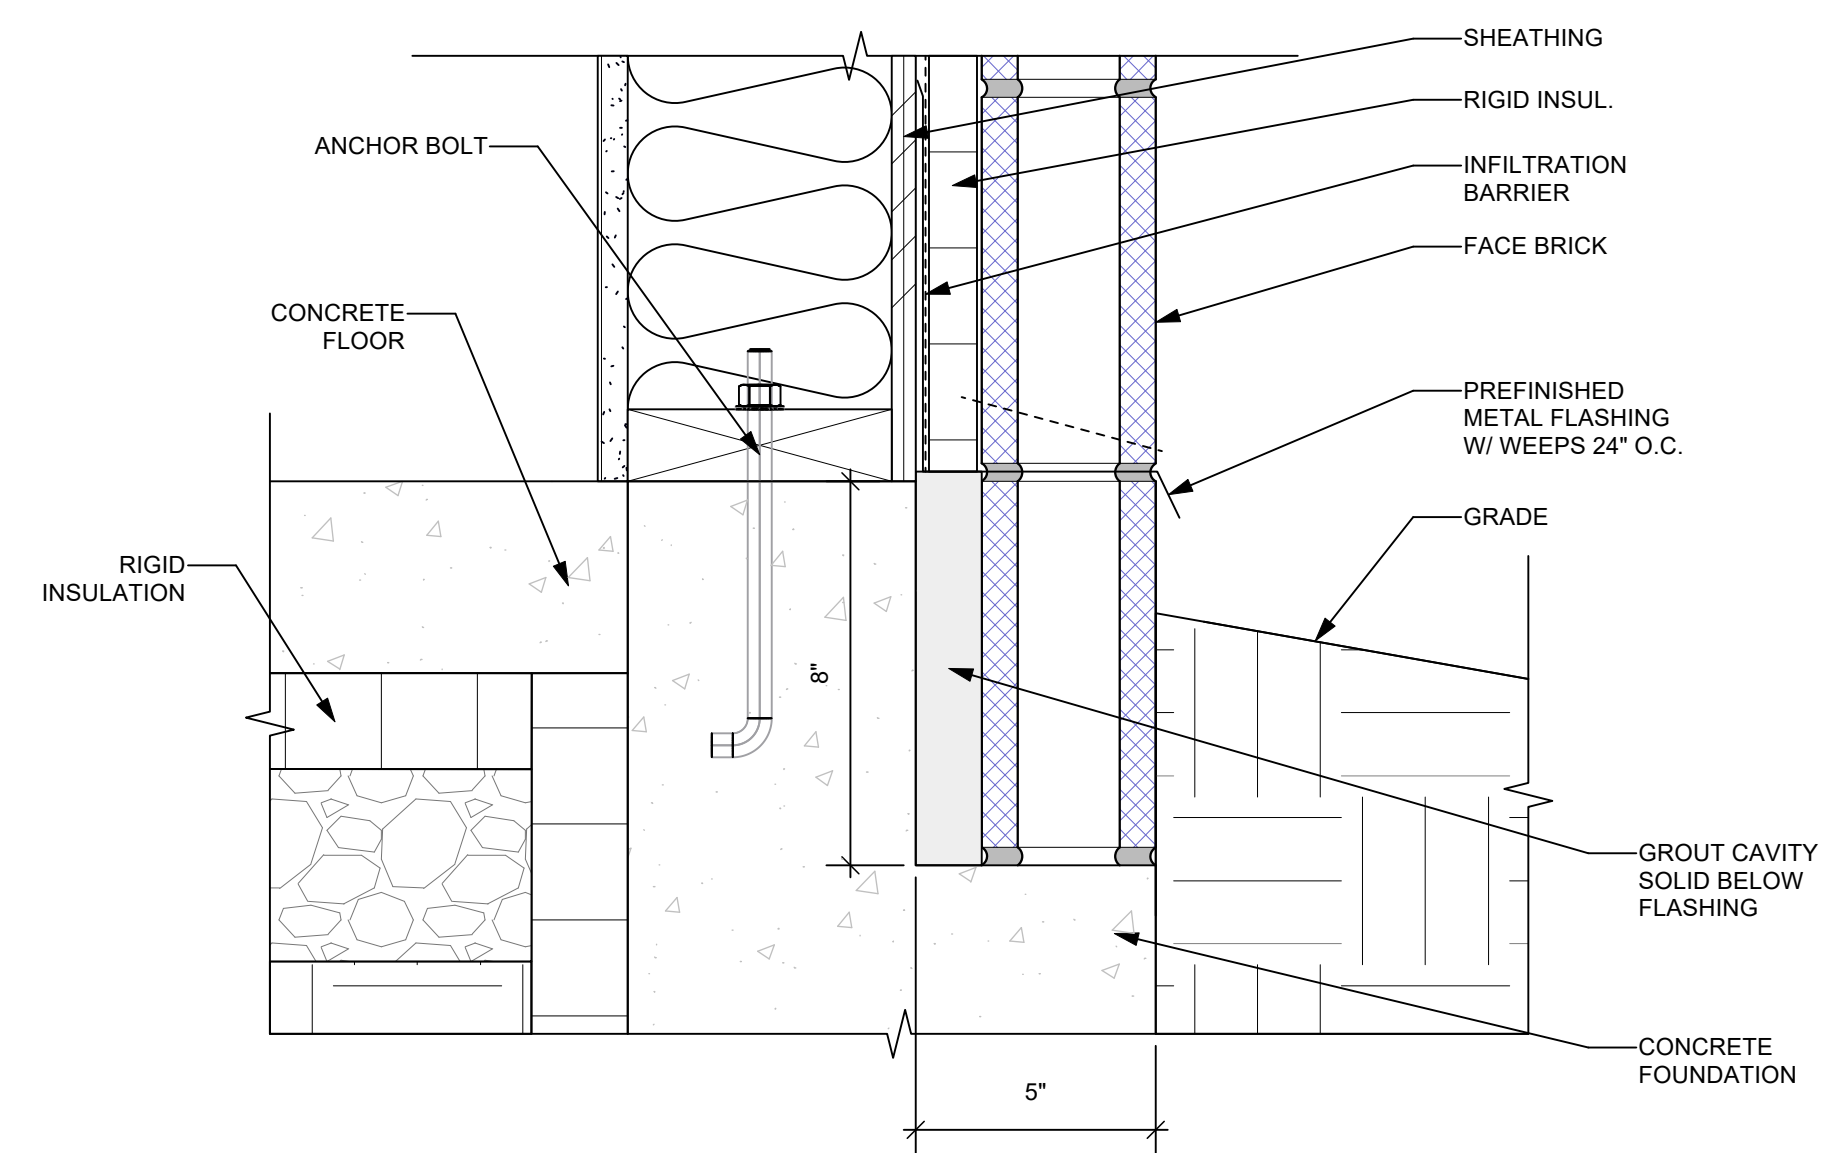 SHEATHING
RIGID INSUL.
ANCHOR BOLT
INFILTRATION
BARRIER
FACE BRICK
CONCRETE
FLOOR
PREFINISHED
METAL FLASHING
W/ WEEPS 24" O.C.
GRADE
RIGID
INSULATION
8"
GROUT CAVITY
SOLID BELOW
FLASHING
CONCRETE
FOUNDATION
5"